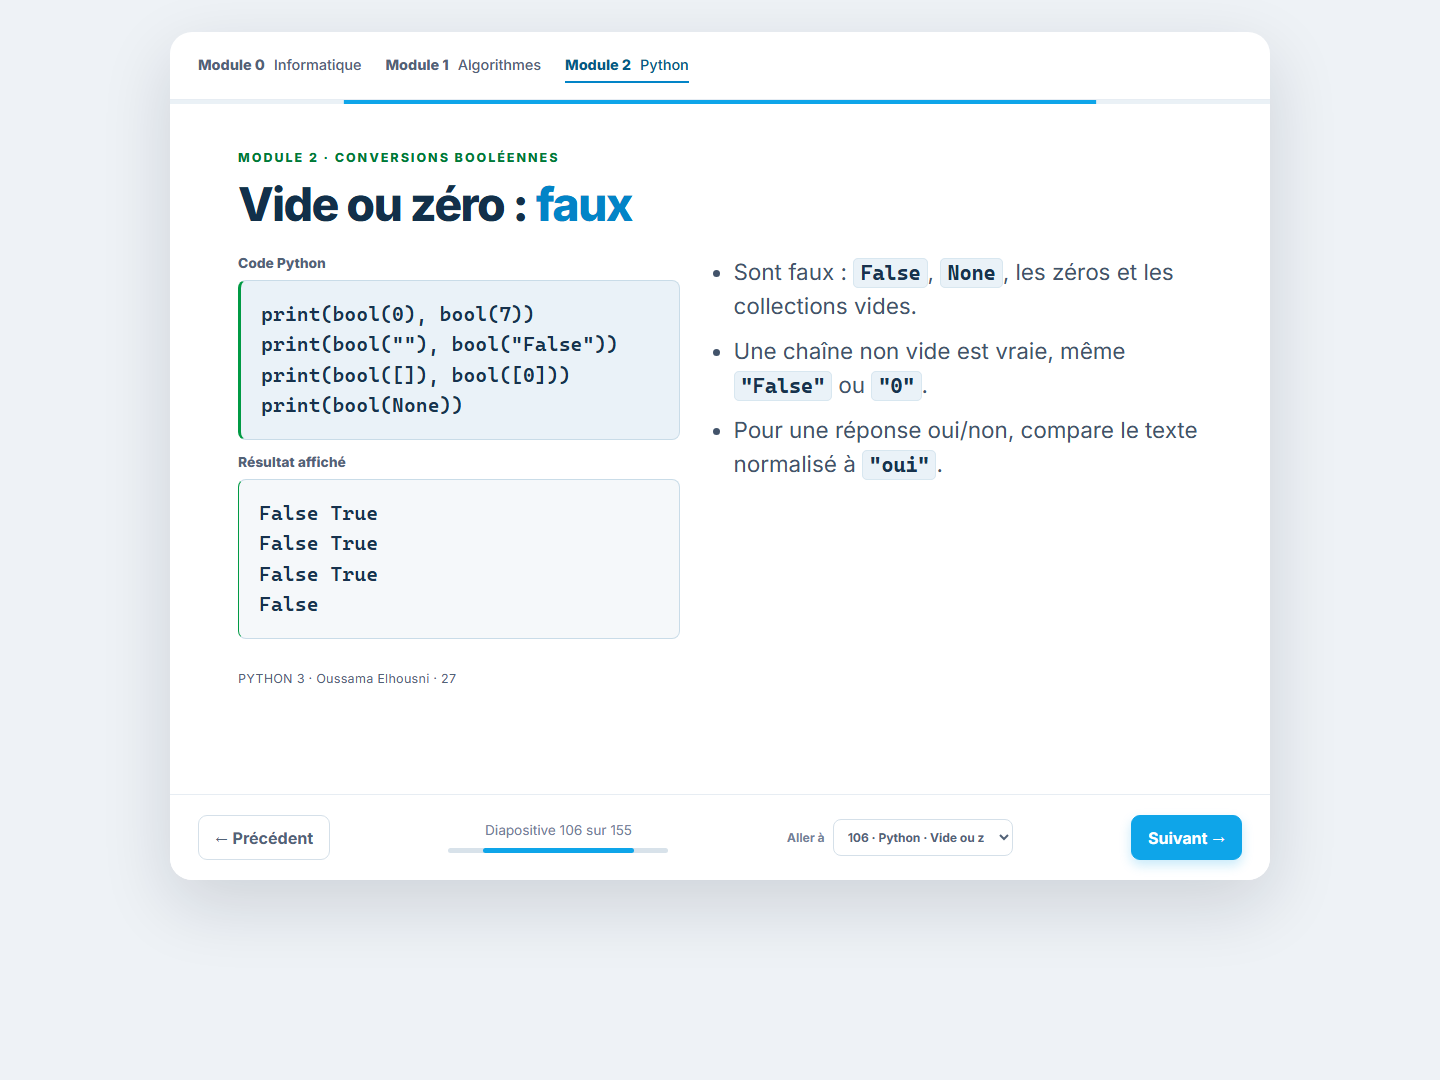 Module 0 Informatique Module 1 Algorithmes Module 2 Python
MODULE 2 · CONVERSIONS BOOLÉENNES
Vide ou zéro : faux
Code Python
print(bool(0), bool(7))
print(bool(""), bool("False"))
print(bool([]), bool([0]))
print(bool(None))
Résultat affiché
False True
False True
False True
False
Sont faux : False, None, les zéros et les
collections vides.
Une chaîne non vide est vraie, même
"False" ou "0".
Pour une réponse oui/non, compare le texte
normalisé à "oui".
PYTHON 3 · Oussama Elhousni · 27
← Précédent
Diapositive 106 sur 155
Aller à 106 · Python · Vide ou z
Suivant →